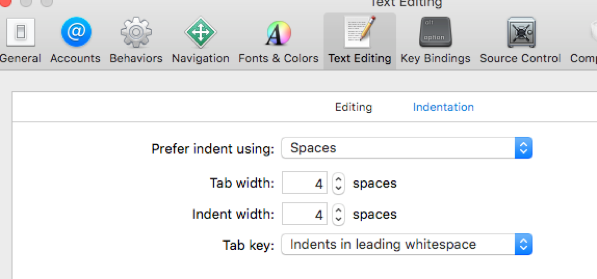 Text Editing
General Accounts Behaviors Navigation Fonts & Colors Text Editing Key Bindings Source Control
Editing Indentation
Prefer indent using: Spaces
Tab width: 4 spaces
Indent width: 4 spaces
Tab key: Indents in leading whitespace